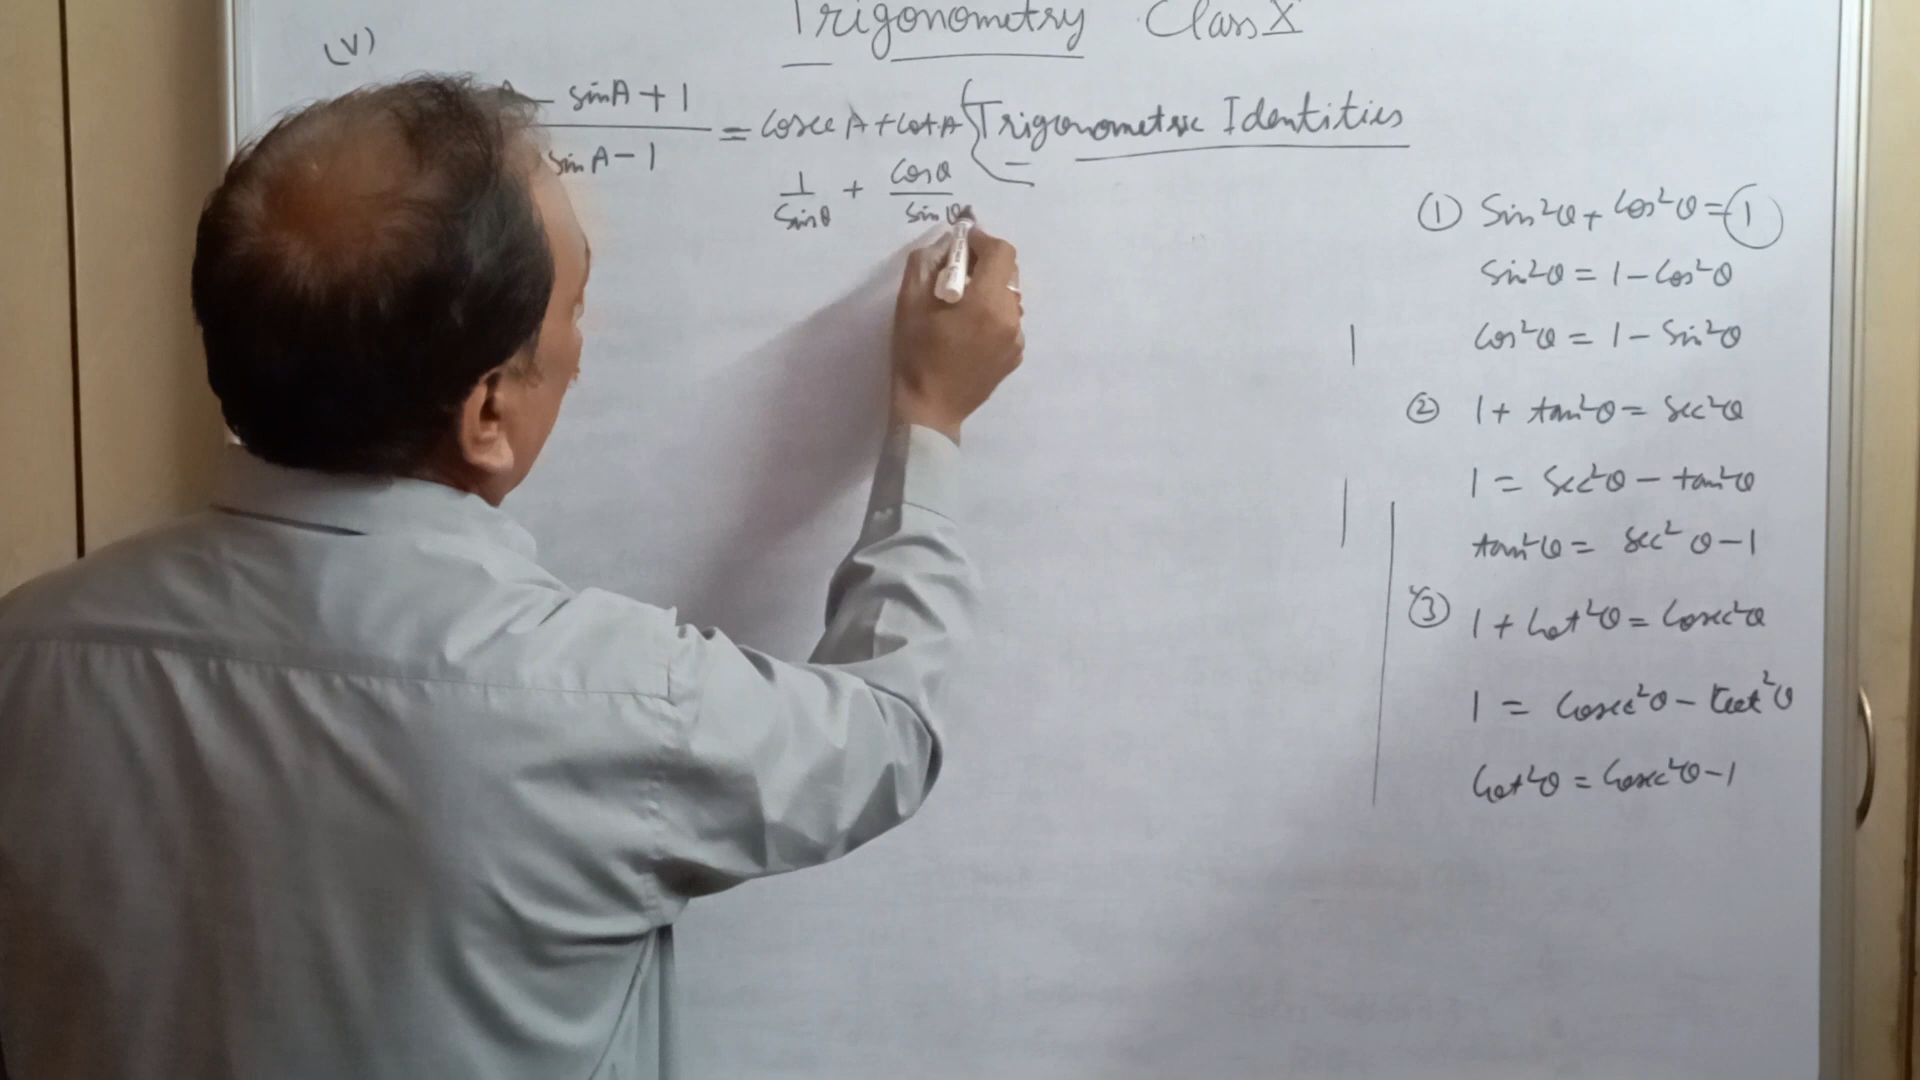 Trigonometry Class X
(V)
- sinA + 1 = Cosec A + Cot A
sin A - 1
Trigonometric Identities
1/Sinθ + Cosθ/Sinθ
① Sin²θ + Cos²θ = 1
Sin²θ = 1 - Cos²θ
Cos²θ = 1 - Sin²θ
② 1 + tan²θ = Sec²θ
1 = Sec²θ - tan²θ
tan²θ = Sec²θ - 1
③ 1 + Cot²θ = Cosec²θ
1 = Cosec²θ - Cot²θ
Cot²θ = Cosec²θ - 1